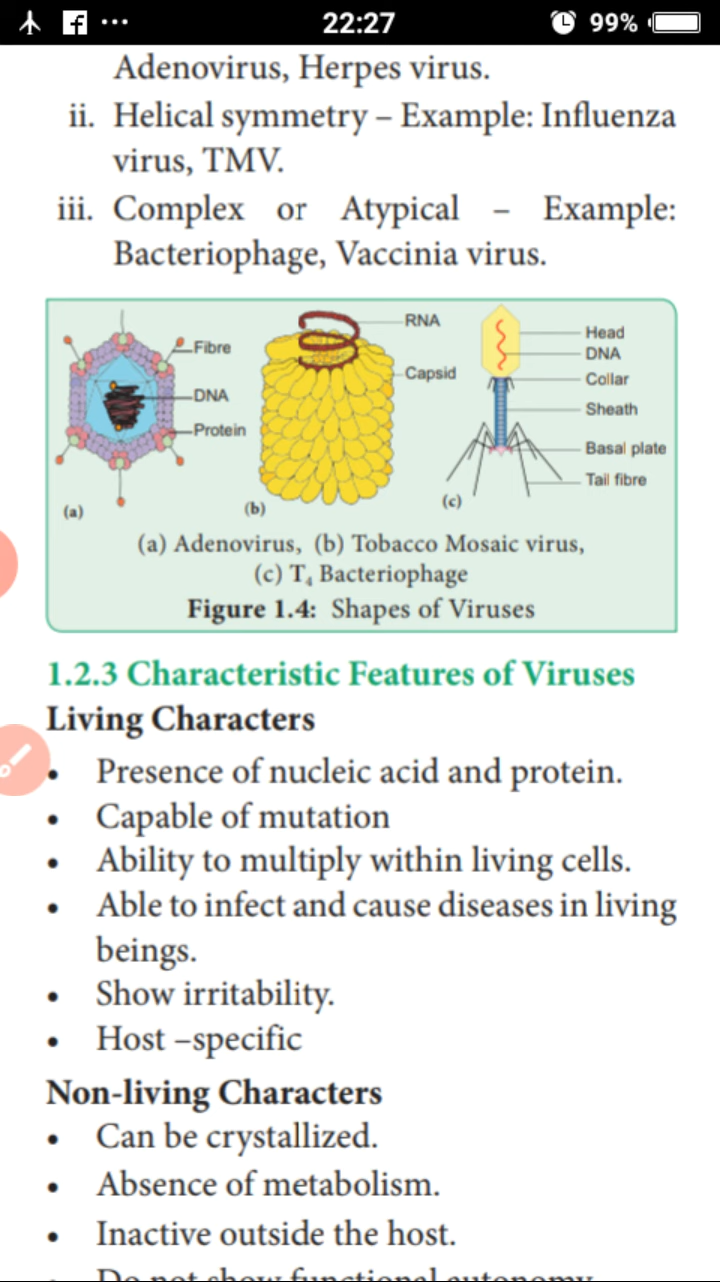 22:27
99%
Adenovirus, Herpes virus.
ii. Helical symmetry – Example: Influenza
virus, TMV.
iii. Complex or Atypical – Example:
Bacteriophage, Vaccinia virus.
Fibre
DNA
Protein
(a)
RNA
Capsid
(b)
Head
DNA
Collar
Sheath
Basal plate
Tail fibre
(c)
(a) Adenovirus, (b) Tobacco Mosaic virus,
(c) T₄ Bacteriophage
Figure 1.4: Shapes of Viruses
1.2.3 Characteristic Features of Viruses
Living Characters
• Presence of nucleic acid and protein.
• Capable of mutation
• Ability to multiply within living cells.
• Able to infect and cause diseases in living
beings.
• Show irritability.
• Host –specific
Non-living Characters
• Can be crystallized.
• Absence of metabolism.
• Inactive outside the host.
• Do not show functional autonomy